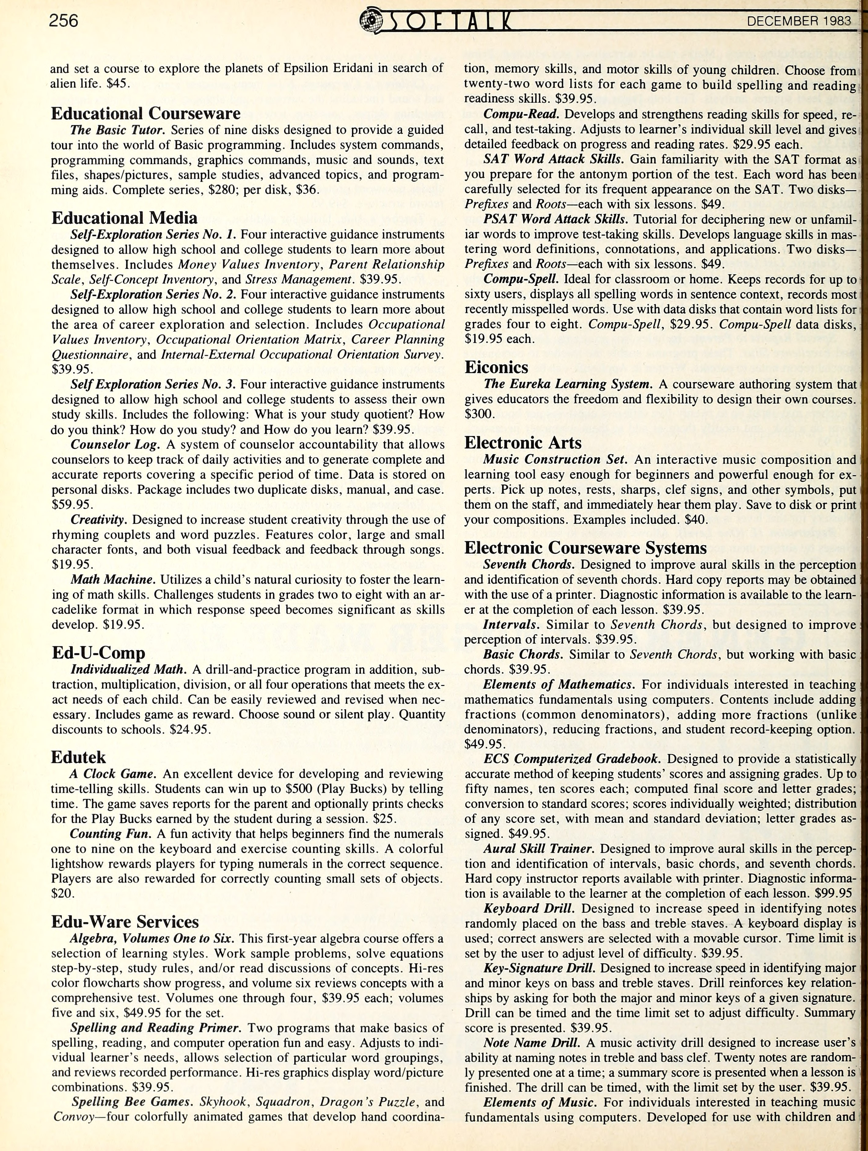 256
SOFTALK
DECEMBER 1983
and set a course to explore the planets of Epsilon Eridani in search of
alien life. $45.
Educational Courseware
The Basic Tutor. Series of nine disks designed to provide a guided
tour into the world of Basic programming. Includes system commands,
programming commands, graphics commands, music and sounds, text
files, shapes/pictures, sample studies, advanced topics, and program-
ming aids. Complete series, $280; per disk, $36.
Educational Media
Self-Exploration Series No. 1. Four interactive guidance instruments
designed to allow high school and college students to learn more about
themselves. Includes Money Values Inventory, Parent Relationship
Scale, Self-Concept Inventory, and Stress Management. $39.95.
Self-Exploration Series No. 2. Four interactive guidance instruments
designed to allow high school and college students to learn more about
the area of career exploration and selection. Includes Occupational
Values Inventory, Occupational Orientation Matrix, Career Planning
Questionnaire, and Internal-External Occupational Orientation Survey.
$39.95.
Self Exploration Series No. 3. Four interactive guidance instruments
designed to allow high school and college students to assess their own
study skills. Includes the following: What is your study quotient? How
do you think? How do you study? and How do you learn? $39.95.
Counselor Log. A system of counselor accountability that allows
counselors to keep track of daily activities and to generate complete and
accurate reports covering a specific period of time. Data is stored on
personal disks. Package includes two duplicate disks, manual, and case.
$59.95.
Creativity. Designed to increase student creativity through the use of
rhyming couplets and word puzzles. Features color, large and small
character fonts, and both visual feedback and feedback through songs.
$19.95.
Math Machine. Utilizes a child's natural curiosity to foster the learn-
ing of math skills. Challenges students in grades two to eight with an ar-
cadelike format in which response speed becomes significant as skills
develop. $19.95.
Ed-U-Comp
Individualized Math. A drill-and-practice program in addition, sub-
traction, multiplication, division, or all four operations that meets the ex-
act needs of each child. Can be easily reviewed and revised when nec-
essary. Includes game as reward. Choose sound or silent play. Quantity
discounts to schools. $24.95.
Edutek
A Clock Game. An excellent device for developing and reviewing
time-telling skills. Students can win up to $500 (Play Bucks) by telling
time. The game saves reports for the parent and optionally prints checks
for the Play Bucks earned by the student during a session. $25.
Counting Fun. A fun activity that helps beginners find the numerals
one to nine on the keyboard and exercise counting skills. A colorful
lightshow rewards players for typing numerals in the correct sequence.
Players are also rewarded for correctly counting small sets of objects.
$20.
Edu-Ware Services
Algebra, Volumes One to Six. This first-year algebra course offers a
selection of learning styles. Work sample problems, solve equations
step-by-step, study rules, and/or read discussions of concepts. Hi-res
color flowcharts show progress, and volume six reviews concepts with a
comprehensive test. Volumes one through four, $39.95 each; volumes
five and six, $49.95 for the set.
Spelling and Reading Primer. Two programs that make basics of
spelling, reading, and computer operation fun and easy. Adjusts to indi-
vidual learner's needs, allows selection of particular word groupings,
and reviews recorded performance. Hi-res graphics display word/picture
combinations. $39.95.
Spelling Bee Games. Skyhook, Squadron, Dragon's Puzzle, and
Convoy—four colorfully animated games that develop hand coordina-
tion, memory skills, and motor skills of young children. Choose from
twenty-two word lists for each game to build spelling and reading
readiness skills. $39.95.
Compu-Read. Develops and strengthens reading skills for speed, re-
call, and test-taking. Adjusts to learner's individual skill level and gives
detailed feedback on progress and reading rates. $29.95 each.
SAT Word Attack Skills. Gain familiarity with the SAT format as
you prepare for the antonym portion of the test. Each word has been
carefully selected for its frequent appearance on the SAT. Two disks—
Prefixes and Roots—each with six lessons. $49.
PSAT Word Attack Skills. Tutorial for deciphering new or unfamil-
iar words to improve test-taking skills. Develops language skills in mas-
tering word definitions, connotations, and applications. Two disks—
Prefixes and Roots—each with six lessons. $49.
Compu-Spell. Ideal for classroom or home. Keeps records for up to
sixty users, displays all spelling words in sentence context, records most
recently misspelled words. Use with data disks that contain word lists for
grades four to eight. Compu-Spell, $29.95. Compu-Spell data disks,
$19.95 each.
Eiconics
The Eureka Learning System. A courseware authoring system that
gives educators the freedom and flexibility to design their own courses.
$300.
Electronic Arts
Music Construction Set. An interactive music composition and
learning tool easy enough for beginners and powerful enough for ex-
perts. Pick up notes, rests, sharps, clef signs, and other symbols, put
them on the staff, and immediately hear them play. Save to disk or print
your compositions. Examples included. $40.
Electronic Courseware Systems
Seventh Chords. Designed to improve aural skills in the perception
and identification of seventh chords. Hard copy reports may be obtained
with the use of a printer. Diagnostic information is available to the learn-
er at the completion of each lesson. $39.95.
Intervals. Similar to Seventh Chords, but designed to improve
perception of intervals. $39.95.
Basic Chords. Similar to Seventh Chords, but working with basic
chords. $39.95.
Elements of Mathematics. For individuals interested in teaching
mathematics fundamentals using computers. Contents include adding
fractions (common denominators), adding more fractions (unlike
denominators), reducing fractions, and student record-keeping option.
$49.95.
ECS Computerized Gradebook. Designed to provide a statistically
accurate method of keeping students' scores and assigning grades. Up to
fifty names, ten scores each; computed final score and letter grades;
conversion to standard scores; scores individually weighted; distribution
of any score set, with mean and standard deviation; letter grades as-
signed. $49.95.
Aural Skill Trainer. Designed to improve aural skills in the percep-
tion and identification of intervals, basic chords, and seventh chords.
Hard copy instructor reports available with printer. Diagnostic informa-
tion is available to the learner at the completion of each lesson. $99.95
Keyboard Drill. Designed to increase speed in identifying notes
randomly placed on the bass and treble staves. A keyboard display is
used; correct answers are selected with a movable cursor. Time limit is
set by the user to adjust level of difficulty. $39.95.
Key-Signature Drill. Designed to increase speed in identifying major
and minor keys on bass and treble staves. Drill reinforces key relation-
ships by asking for both the major and minor keys of a given signature.
Drill can be timed and the time limit set to adjust difficulty. Summary
score is presented. $39.95.
Note Name Drill. A music activity drill designed to increase user's
ability at naming notes in treble and bass clef. Twenty notes are random-
ly presented one at a time; a summary score is presented when a lesson is
finished. The drill can be timed, with the limit set by the user. $39.95.
Elements of Music. For individuals interested in teaching music
fundamentals using computers. Developed for use with children and